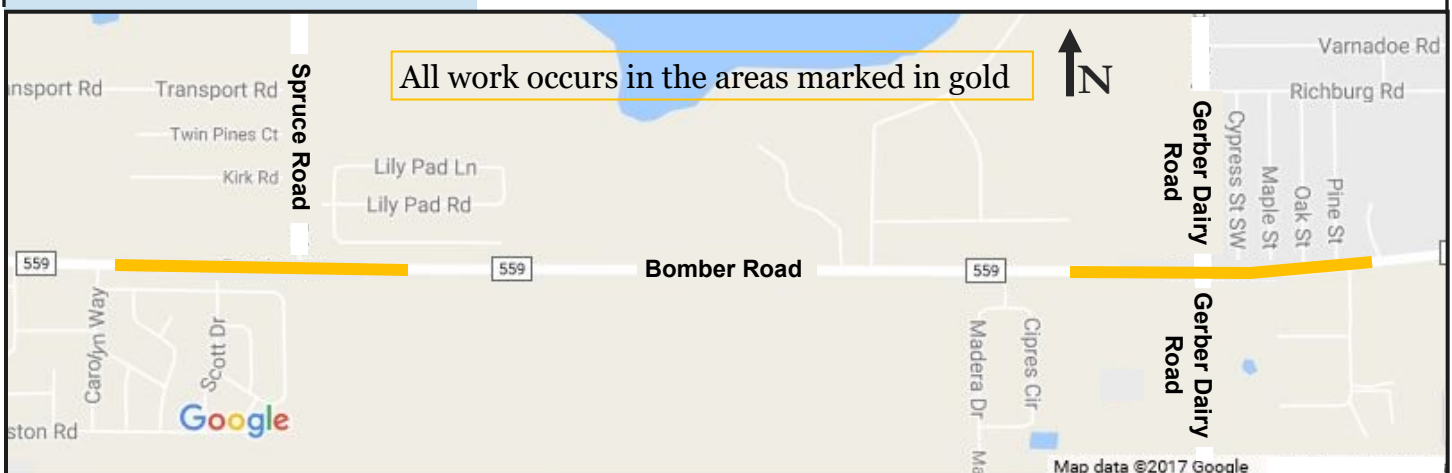 All work occurs in the areas marked in gold
N
Varnadoe Rd
Richburg Rd
nsport Rd
Transport Rd
Spruce Road
Twin Pines Ct
Kirk Rd
Lily Pad Ln
Lily Pad Rd
Gerber Dairy
Road
Cypress St SW
Maple St
Oak St
Pine St
559
559
Bomber Road
559
Carolyn Way
Scott Dr
Madera Dr
Cipres Cir
Gerber Dairy
Road
Google
ston Rd
Ma
Map data ©2017 Google